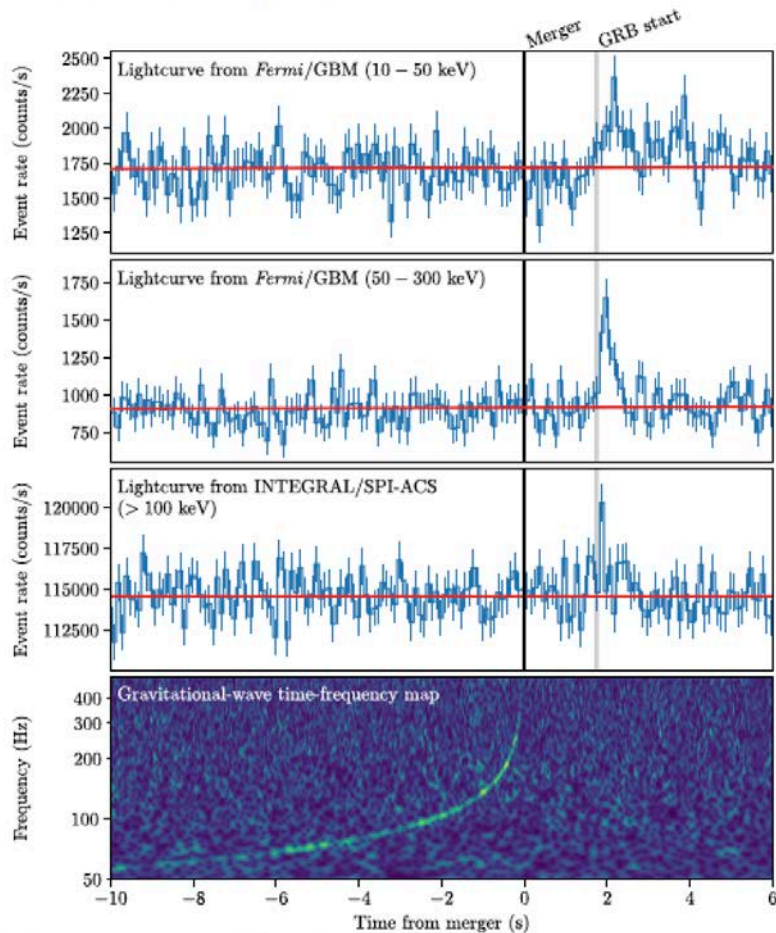 Merger
GRB start
Lightcurve from Fermi/GBM (10 − 50 keV)
Event rate (counts/s)
2500
2250
2000
1750
1500
1250
Lightcurve from Fermi/GBM (50 − 300 keV)
Event rate (counts/s)
1750
1500
1250
1000
750
Lightcurve from INTEGRAL/SPI-ACS
(> 100 keV)
Event rate (counts/s)
120000
117500
115000
112500
Gravitational-wave time-frequency map
Frequency (Hz)
400
300
200
100
50
−10 −8 −6 −4 −2 0 2 4 6
Time from merger (s)